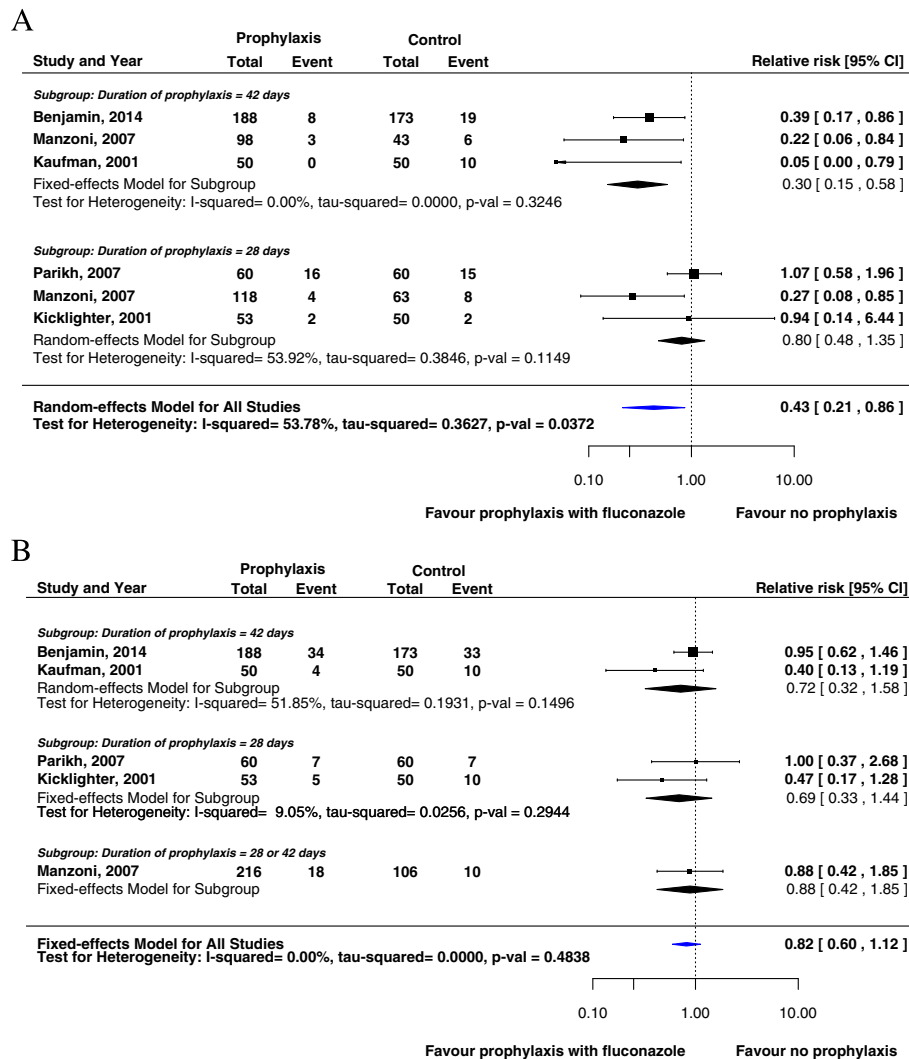 A
Prophylaxis Control
Study and Year Total Event Total Event Relative risk [95% CI]
Subgroup: Duration of prophylaxis = 42 days
Benjamin, 2014 188 8 173 19 0.39 [ 0.17 , 0.86 ]
Manzoni, 2007 98 3 43 6 0.22 [ 0.06 , 0.84 ]
Kaufman, 2001 50 0 50 10 0.05 [ 0.00 , 0.79 ]
Fixed-effects Model for Subgroup 0.30 [ 0.15 , 0.58 ]
Test for Heterogeneity: I-squared= 0.00%, tau-squared= 0.0000, p-val = 0.3246
Subgroup: Duration of prophylaxis = 28 days
Parikh, 2007 60 16 60 15 1.07 [ 0.58 , 1.96 ]
Manzoni, 2007 118 4 63 8 0.27 [ 0.08 , 0.85 ]
Kicklighter, 2001 53 2 50 2 0.94 [ 0.14 , 6.44 ]
Random-effects Model for Subgroup 0.80 [ 0.48 , 1.35 ]
Test for Heterogeneity: I-squared= 53.92%, tau-squared= 0.3846, p-val = 0.1149
Random-effects Model for All Studies 0.43 [ 0.21 , 0.86 ]
Test for Heterogeneity: I-squared= 53.78%, tau-squared= 0.3627, p-val = 0.0372
0.10 1.00 10.00
Favour prophylaxis with fluconazole Favour no prophylaxis
B
Prophylaxis Control
Study and Year Total Event Total Event Relative risk [95% CI]
Subgroup: Duration of prophylaxis = 42 days
Benjamin, 2014 188 34 173 33 0.95 [ 0.62 , 1.46 ]
Kaufman, 2001 50 4 50 10 0.40 [ 0.13 , 1.19 ]
Random-effects Model for Subgroup 0.72 [ 0.32 , 1.58 ]
Test for Heterogeneity: I-squared= 51.85%, tau-squared= 0.1931, p-val = 0.1496
Subgroup: Duration of prophylaxis = 28 days
Parikh, 2007 60 7 60 7 1.00 [ 0.37 , 2.68 ]
Kicklighter, 2001 53 5 50 10 0.47 [ 0.17 , 1.28 ]
Fixed-effects Model for Subgroup 0.69 [ 0.33 , 1.44 ]
Test for Heterogeneity: I-squared= 9.05%, tau-squared= 0.0256, p-val = 0.2944
Subgroup: Duration of prophylaxis = 28 or 42 days
Manzoni, 2007 216 18 106 10 0.88 [ 0.42 , 1.85 ]
Fixed-effects Model for Subgroup 0.88 [ 0.42 , 1.85 ]
Fixed-effects Model for All Studies 0.82 [ 0.60 , 1.12 ]
Test for Heterogeneity: I-squared= 0.00%, tau-squared= 0.0000, p-val = 0.4838
0.10 1.00 10.00
Favour prophylaxis with fluconazole Favour no prophylaxis